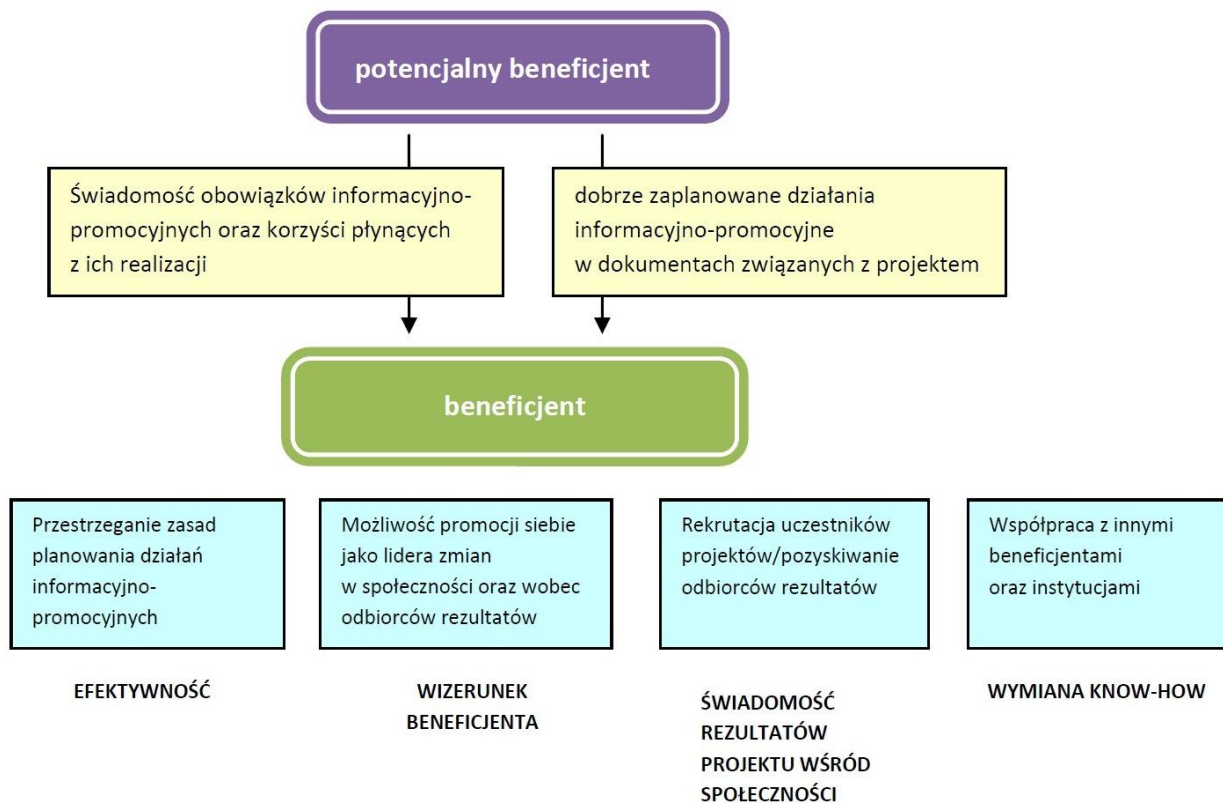 potencjalny beneficjent
Świadomość obowiązków informacyjno-
promocyjnych oraz korzyści płynących
z ich realizacji
dobrze zaplanowane działania
informacyjno-promocyjne
w dokumentach związanych z projektem
beneficjent
Przestrzeganie zasad
planowania działań
informacyjno-
promocyjnych
Możliwość promocji siebie
jako lidera zmian
w społeczności oraz wobec
odbiorców rezultatów
Rekrutacja uczestników
projektów/pozyskiwanie
odbiorców rezultatów
Współpraca z innymi
beneficjentami
oraz instytucjami
EFEKTYWNOŚĆ
WIZERUNEK
BENEFICJENTA
ŚWIADOMOŚĆ
REZULTATÓW
PROJEKTU WŚRÓD
SPOŁECZNOŚCI
WYMIANA KNOW-HOW